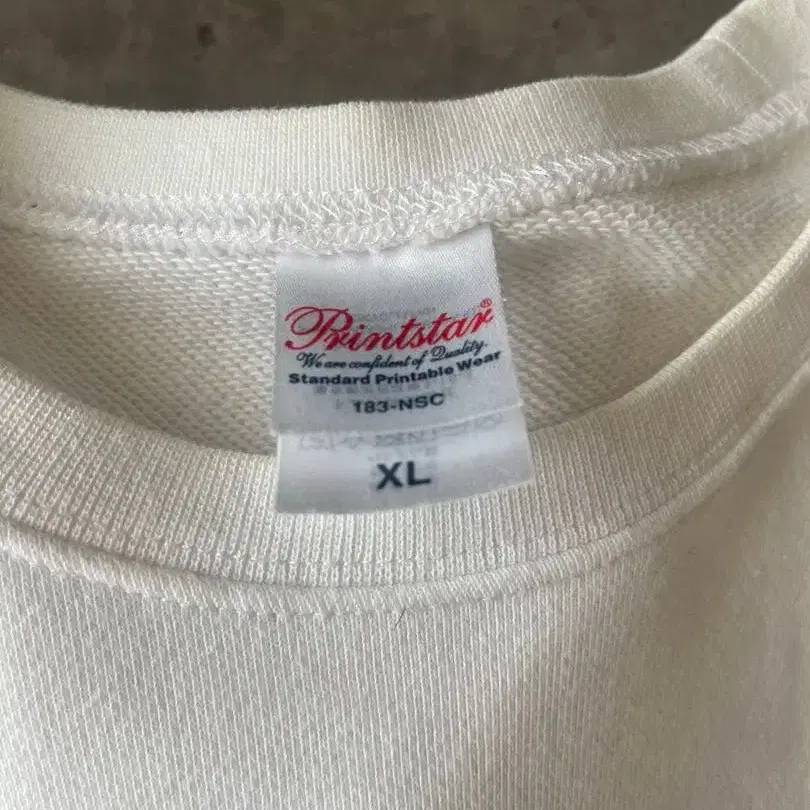 Printstar®
We are confident of Quality.
Standard Printable Wear
183-NSC
XL